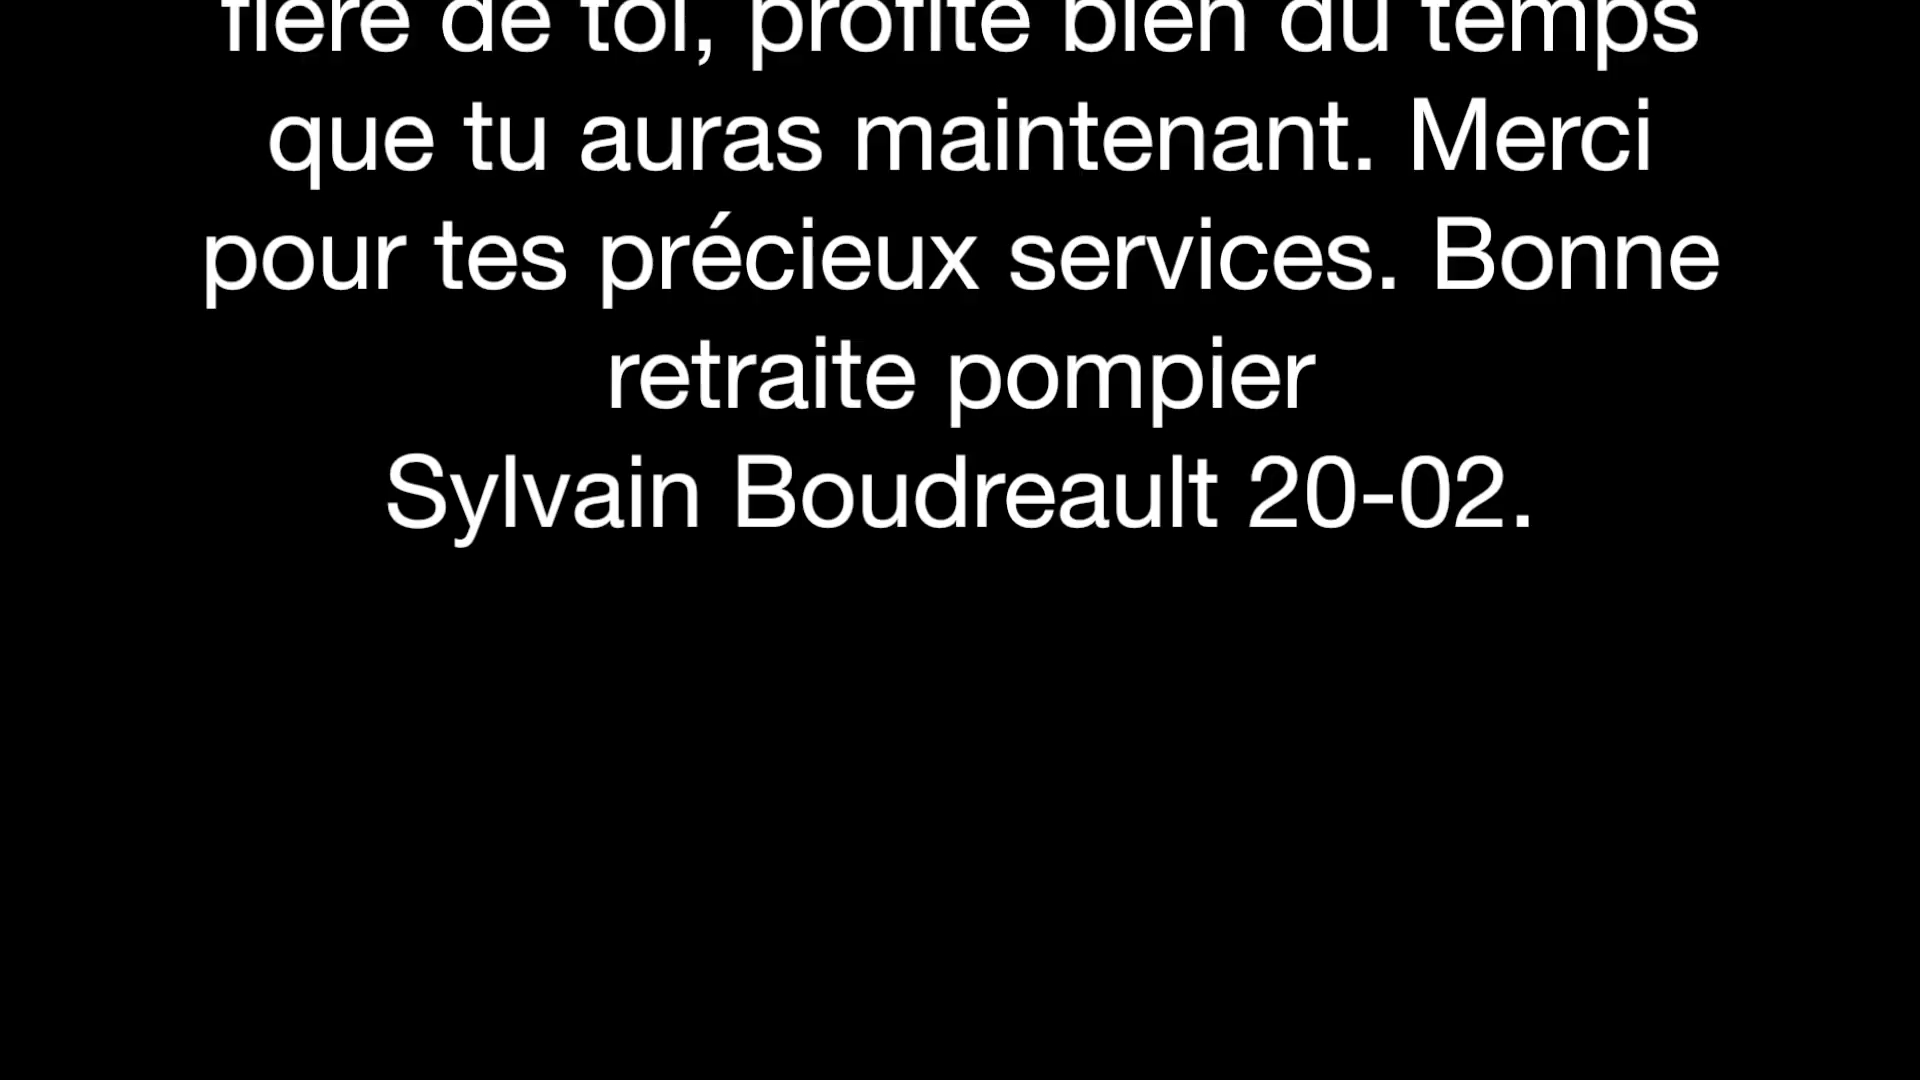 fière de toi, profite bien du temps
que tu auras maintenant. Merci
pour tes précieux services. Bonne
retraite pompier
Sylvain Boudreault 20-02.